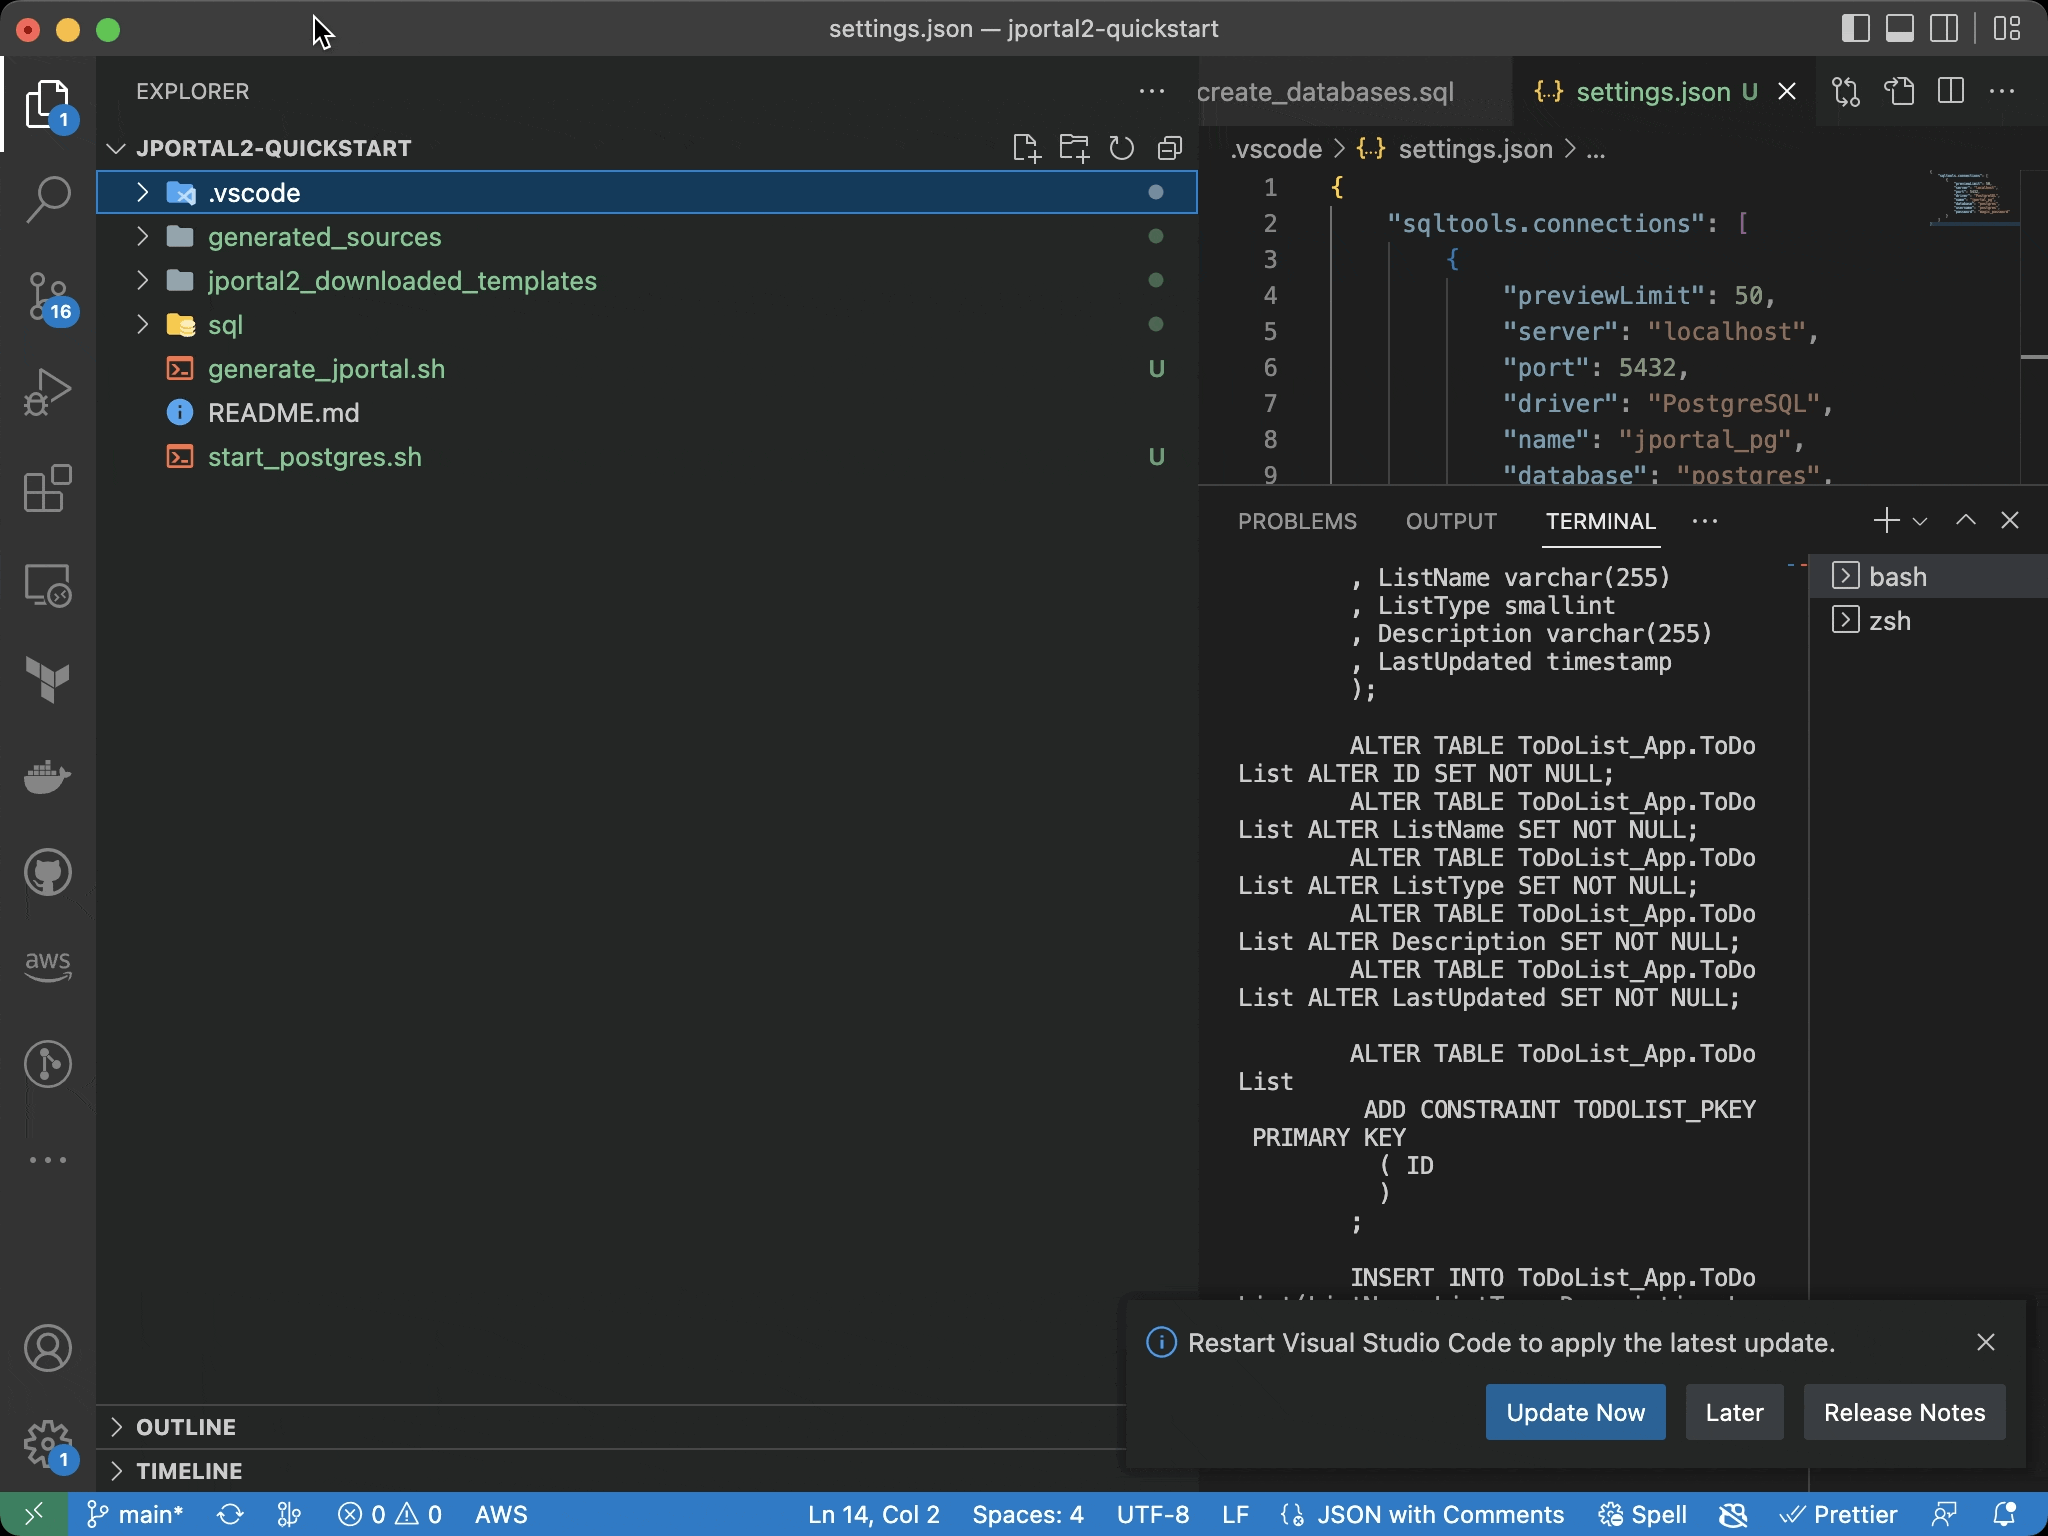 settings.json — jportal2-quickstart
EXPLORER
JPORTAL2-QUICKSTART
.vscode
generated_sources
jportal2_downloaded_templates
sql
generate_jportal.sh U
README.md
start_postgres.sh U
OUTLINE
TIMELINE
1
16
aws
1
create_databases.sql
{..} settings.json U
.vscode > {..} settings.json > ...
1 {
2 "sqltools.connections": [
3 {
4 "previewLimit": 50,
5 "server": "localhost",
6 "port": 5432,
7 "driver": "PostgreSQL",
8 "name": "jportal_pg",
9 "database": "postgres",
PROBLEMS OUTPUT TERMINAL
bash
zsh
, ListName varchar(255)
, ListType smallint
, Description varchar(255)
, LastUpdated timestamp
);
ALTER TABLE ToDoList_App.ToDo
List ALTER ID SET NOT NULL;
ALTER TABLE ToDoList_App.ToDo
List ALTER ListName SET NOT NULL;
ALTER TABLE ToDoList_App.ToDo
List ALTER ListType SET NOT NULL;
ALTER TABLE ToDoList_App.ToDo
List ALTER Description SET NOT NULL;
ALTER TABLE ToDoList_App.ToDo
List ALTER LastUpdated SET NOT NULL;
ALTER TABLE ToDoList_App.ToDo
List
ADD CONSTRAINT TODOLIST_PKEY
PRIMARY KEY
( ID
)
;
INSERT INTO ToDoList_App.ToDo
Restart Visual Studio Code to apply the latest update.
Update Now Later Release Notes
main* 0 0 AWS Ln 14, Col 2 Spaces: 4 UTF-8 LF JSON with Comments Spell Prettier